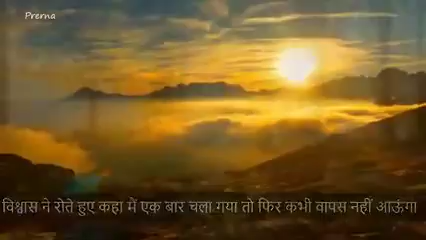 Prerna
विश्वास ने रोते हुए कहा में एक बार चला गया तो फिर कभी वापस नहीं आऊंगा